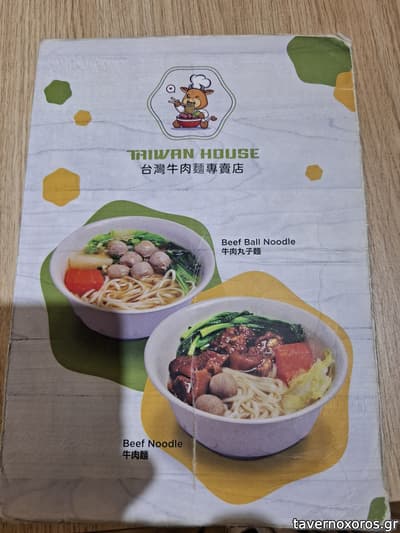 TAIWAN HOUSE
台灣牛肉麵專賣店
Beef Ball Noodle
牛肉丸子麵
Beef Noodle
牛肉麵
tavernoxoros.gr